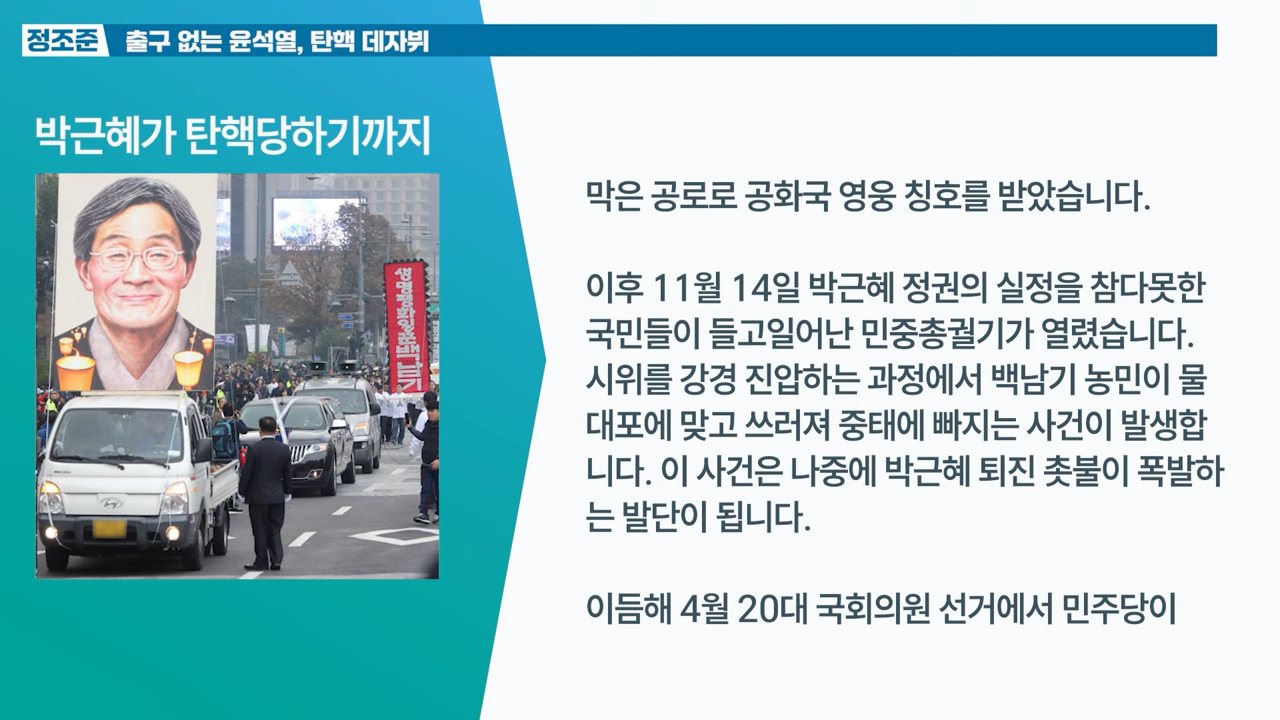 정조준 출구 없는 윤석열, 탄핵 데자뷔
박근혜가 탄핵당하기까지
생명평화일꾼백남기
막은 공로로 공화국 영웅 칭호를 받았습니다.
이후 11월 14일 박근혜 정권의 실정을 참다못한
국민들이 들고일어난 민중총궐기가 열렸습니다.
시위를 강경 진압하는 과정에서 백남기 농민이 물
대포에 맞고 쓰러져 중태에 빠지는 사건이 발생합
니다. 이 사건은 나중에 박근혜 퇴진 촛불이 폭발하
는 발단이 됩니다.
이듬해 4월 20대 국회의원 선거에서 민주당이